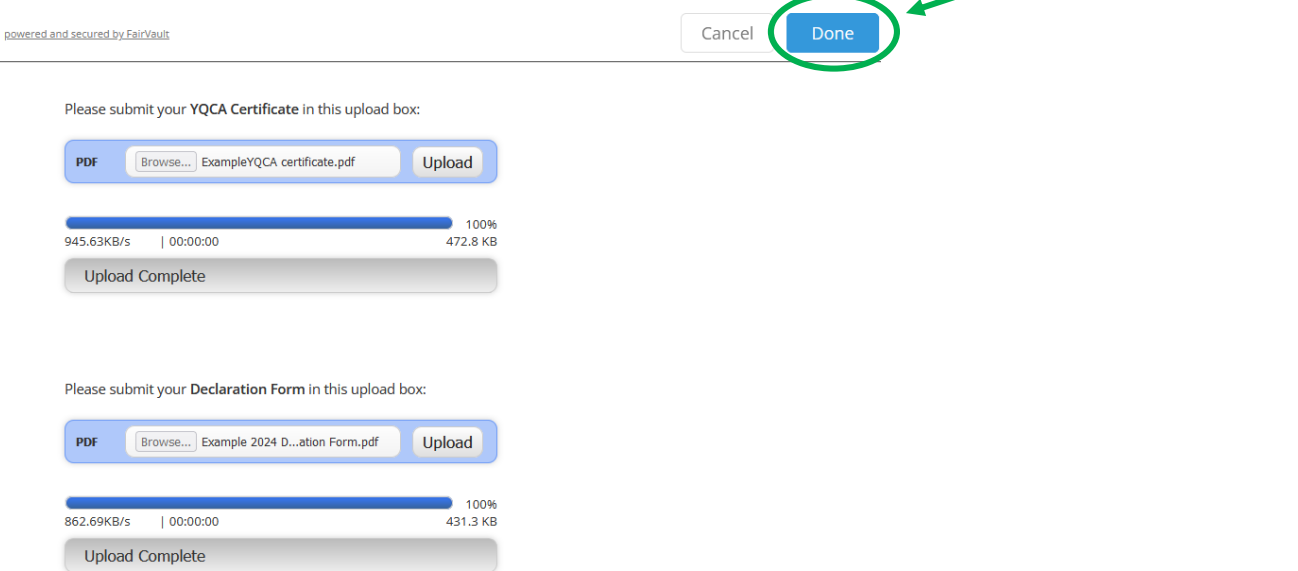 powered and secured by FairVault
Cancel Done
Please submit your YQCA Certificate in this upload box:
PDF Browse... ExampleYQCA certificate.pdf Upload
100%
945.63KB/s | 00:00:00 472.8 KB
Upload Complete
Please submit your Declaration Form in this upload box:
PDF Browse... Example 2024 D...ation Form.pdf Upload
100%
862.69KB/s | 00:00:00 431.3 KB
Upload Complete